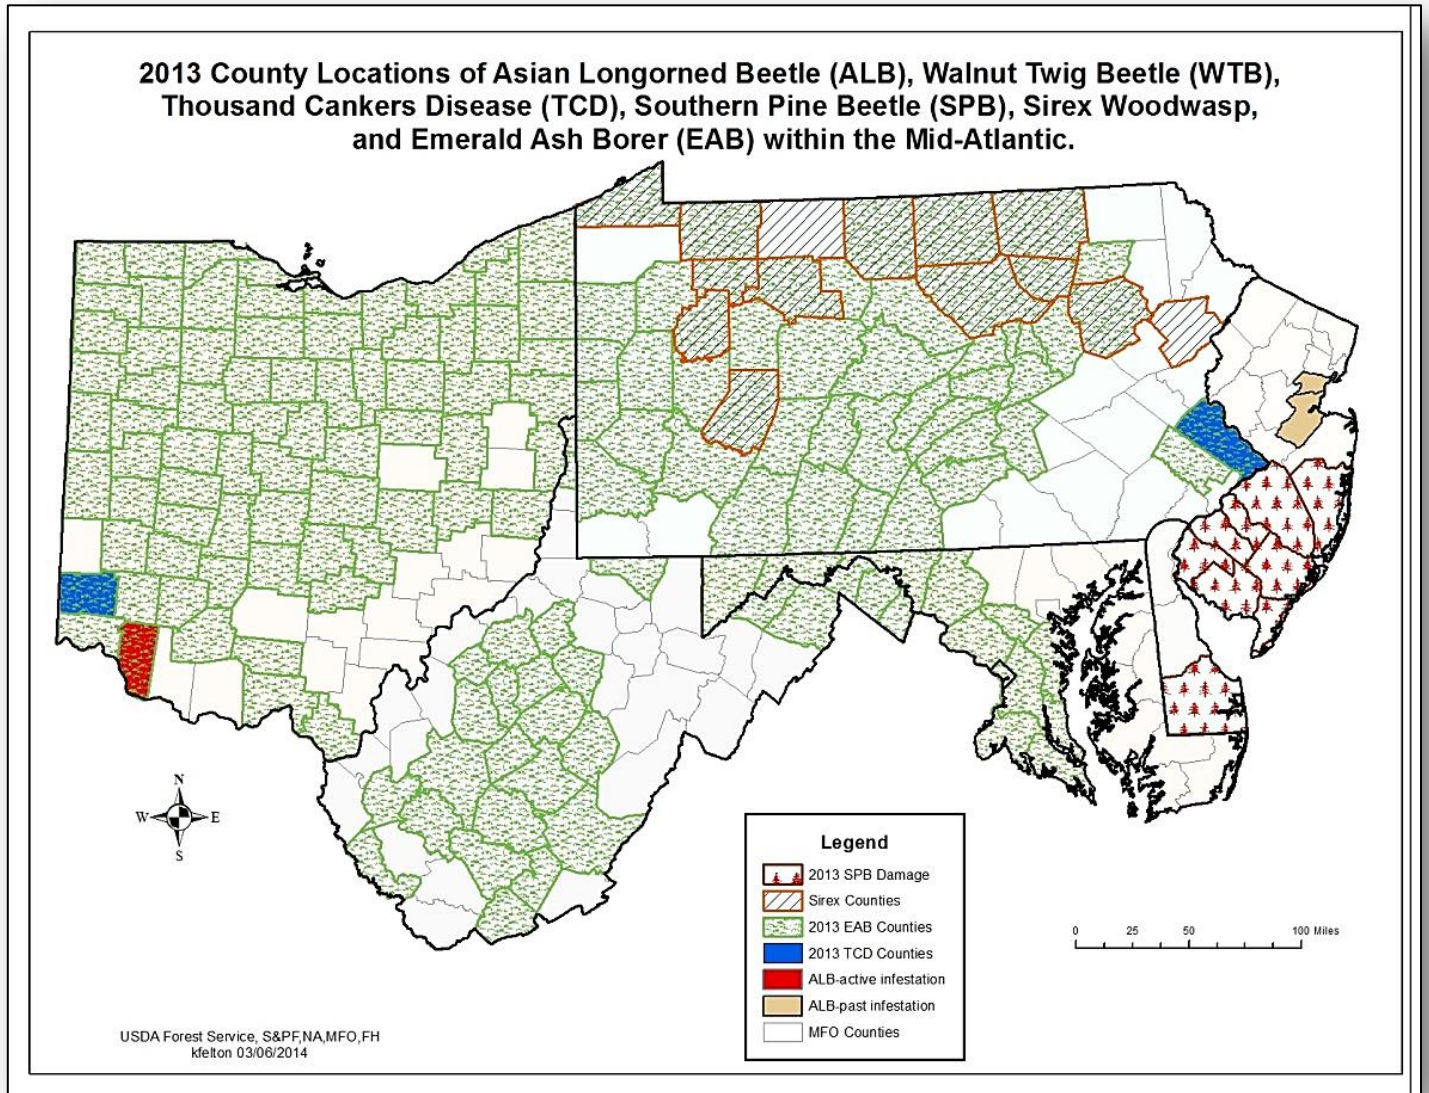 2013 County Locations of Asian Longorned Beetle (ALB), Walnut Twig Beetle (WTB),
Thousand Cankers Disease (TCD), Southern Pine Beetle (SPB), Sirex Woodwasp,
and Emerald Ash Borer (EAB) within the Mid-Atlantic.
N
W E
S
Legend
2013 SPB Damage
Sirex Counties
2013 EAB Counties
2013 TCD Counties
ALB-active infestation
ALB-past infestation
MFO Counties
0 25 50 100 Miles
USDA Forest Service, S&PF,NA,MFO,FH
kfelton 03/06/2014